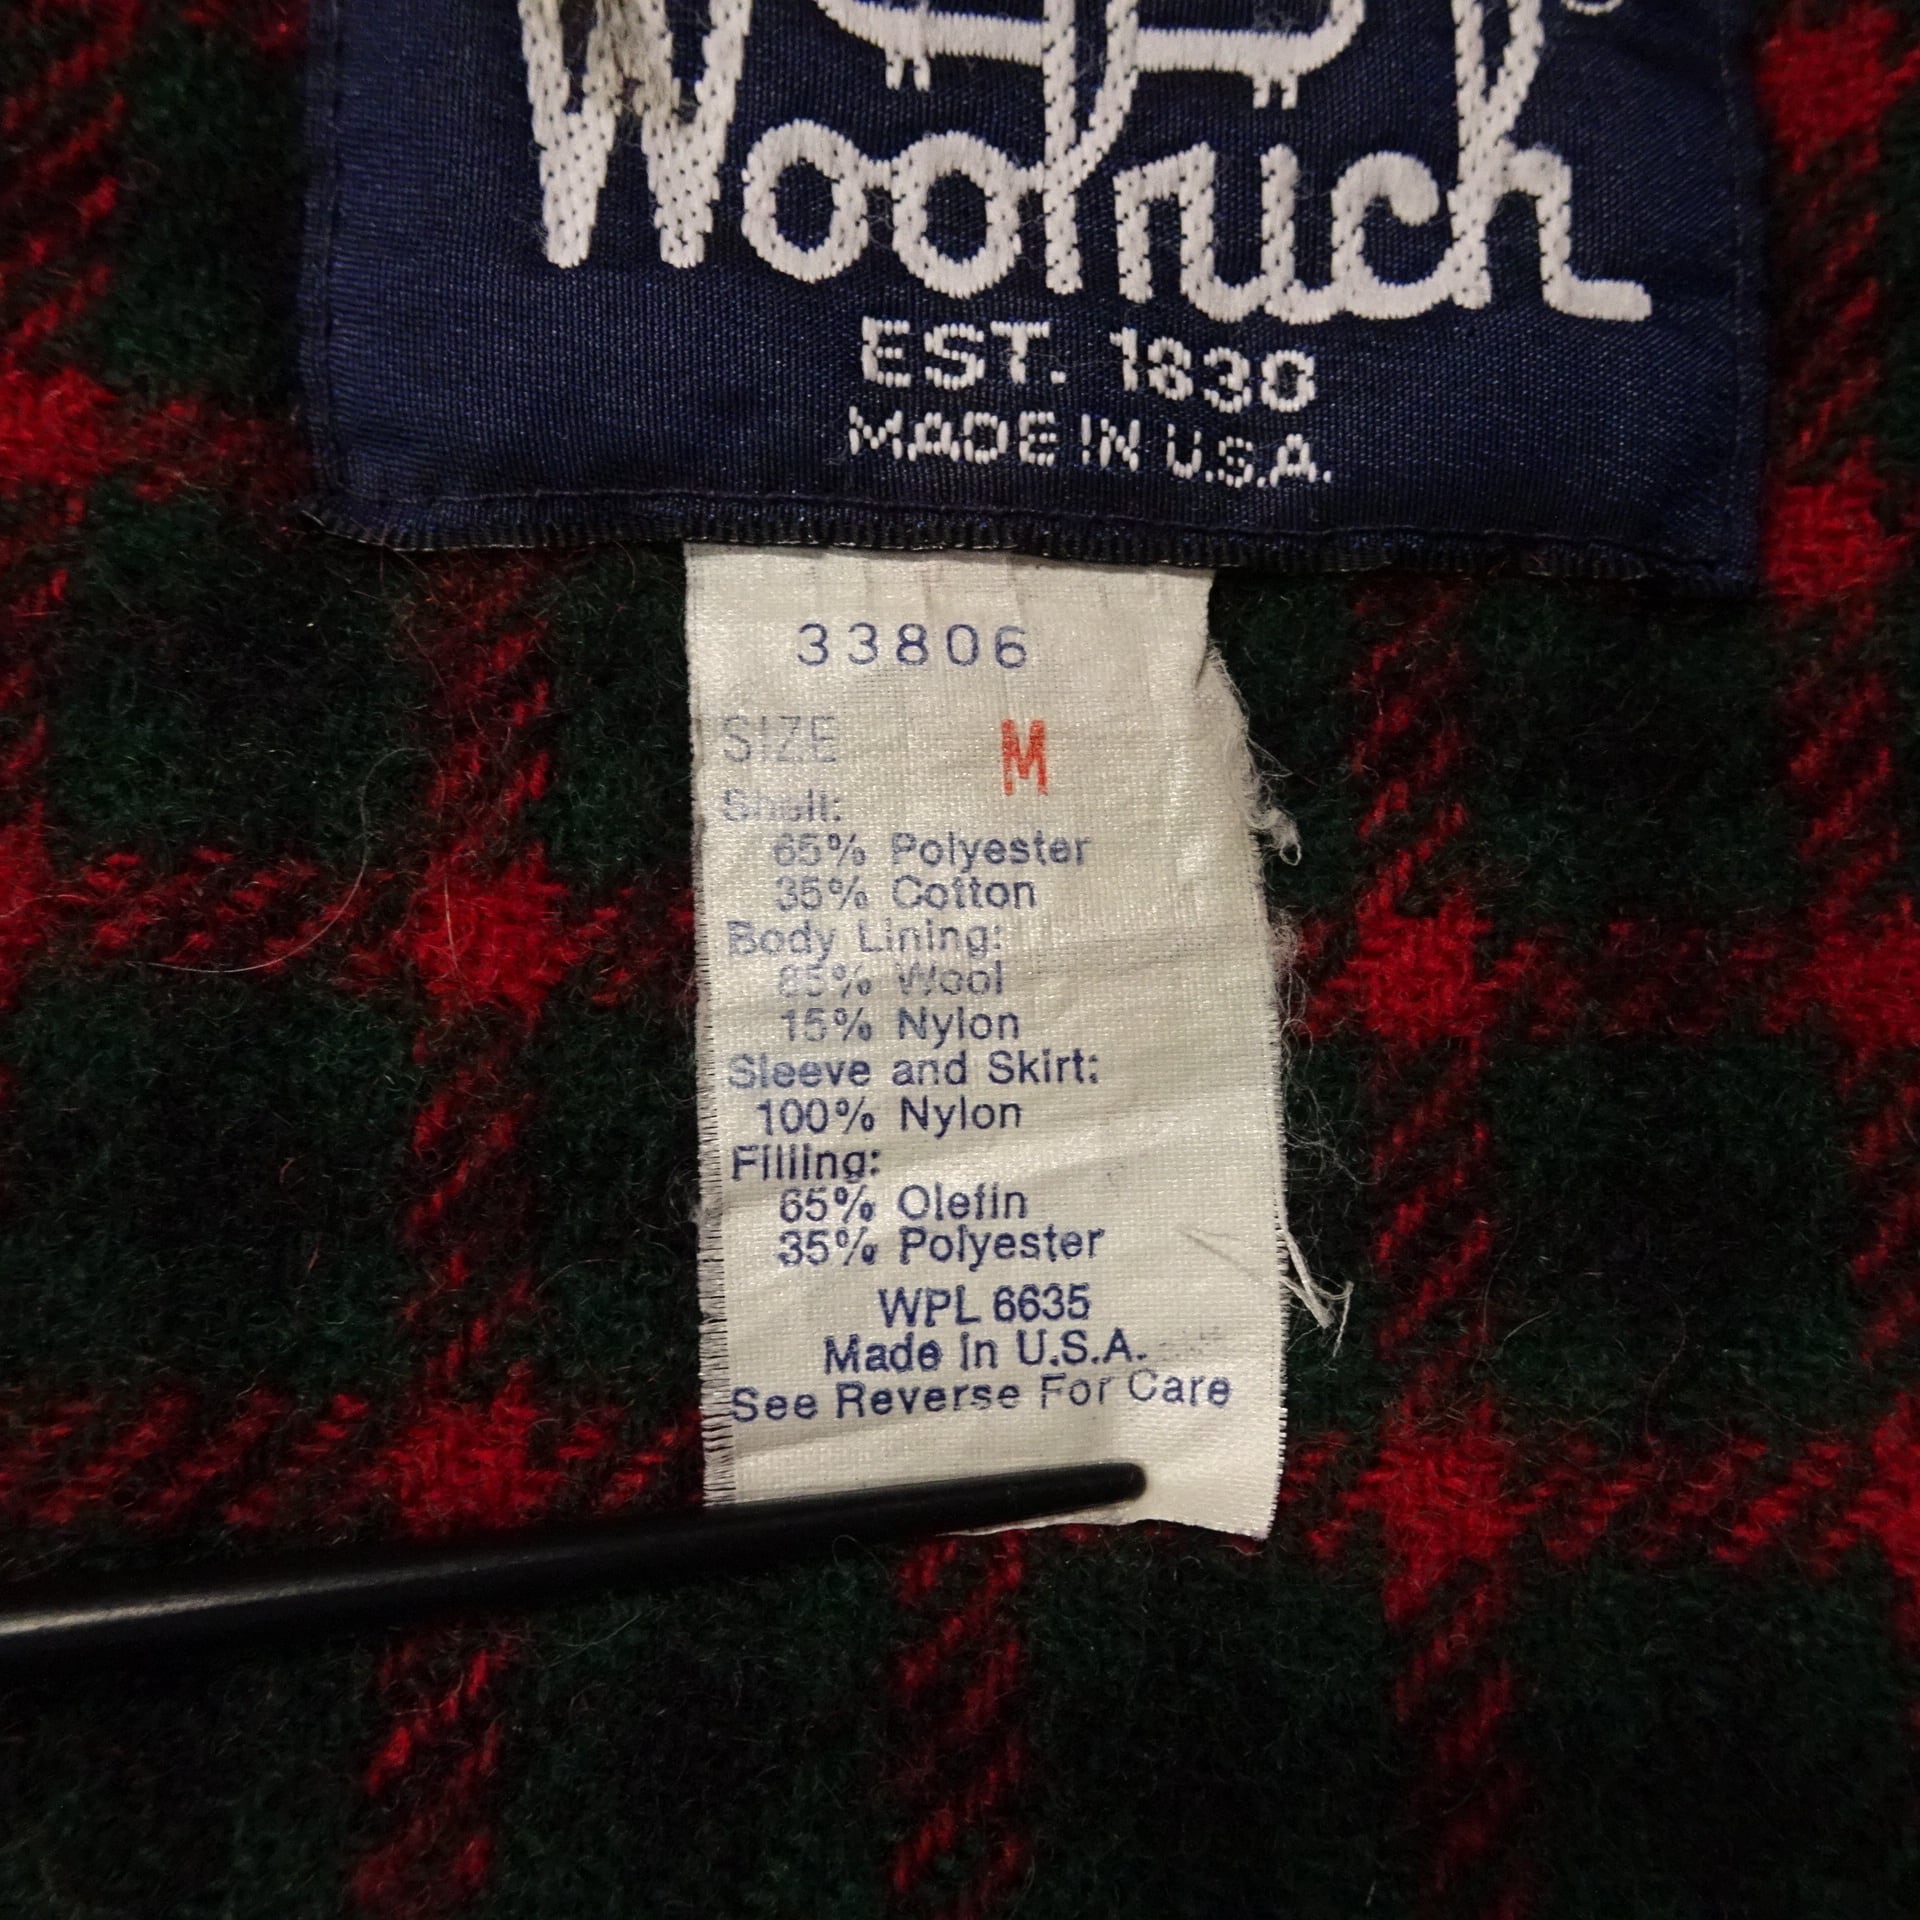 Woolrich
EST. 1830
MADE IN U.S.A.
33806
SIZE M
Shell:
65% Polyester
35% Cotton
Body Lining:
85% Wool
15% Nylon
Sleeve and Skirt:
100% Nylon
Filling:
65% Olefin
35% Polyester
WPL 6635
Made in U.S.A.
See Reverse For Care